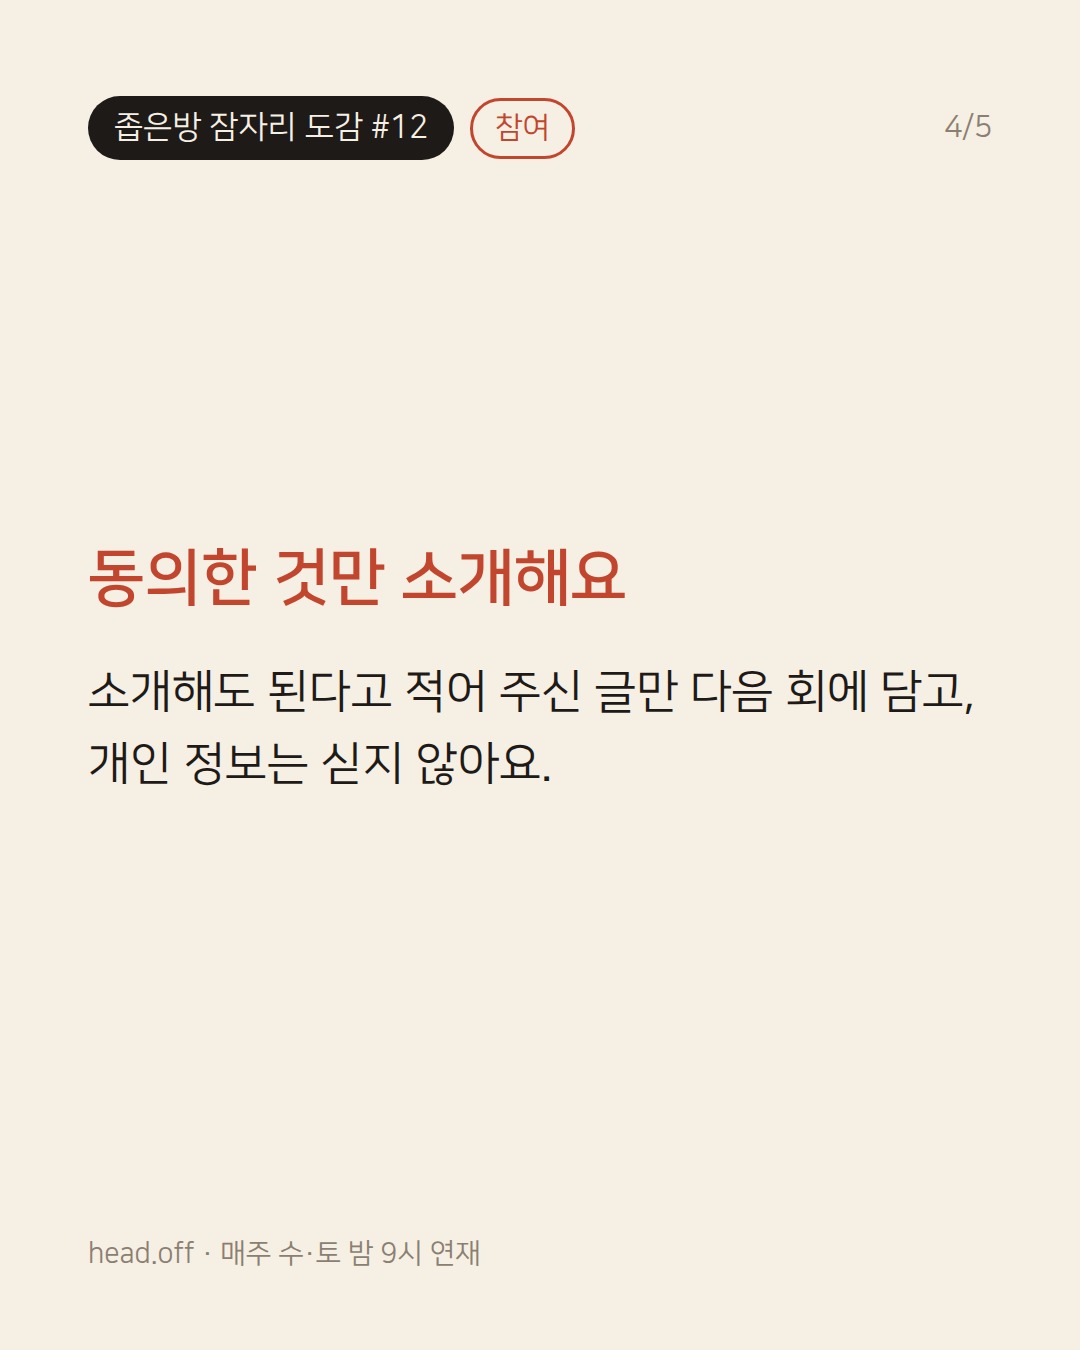 좁은방 잠자리 도감 #12
참여
4/5
동의한 것만 소개해요
소개해도 된다고 적어 주신 글만 다음 회에 담고,
개인 정보는 싣지 않아요.
head.off · 매주 수·토 밤 9시 연재